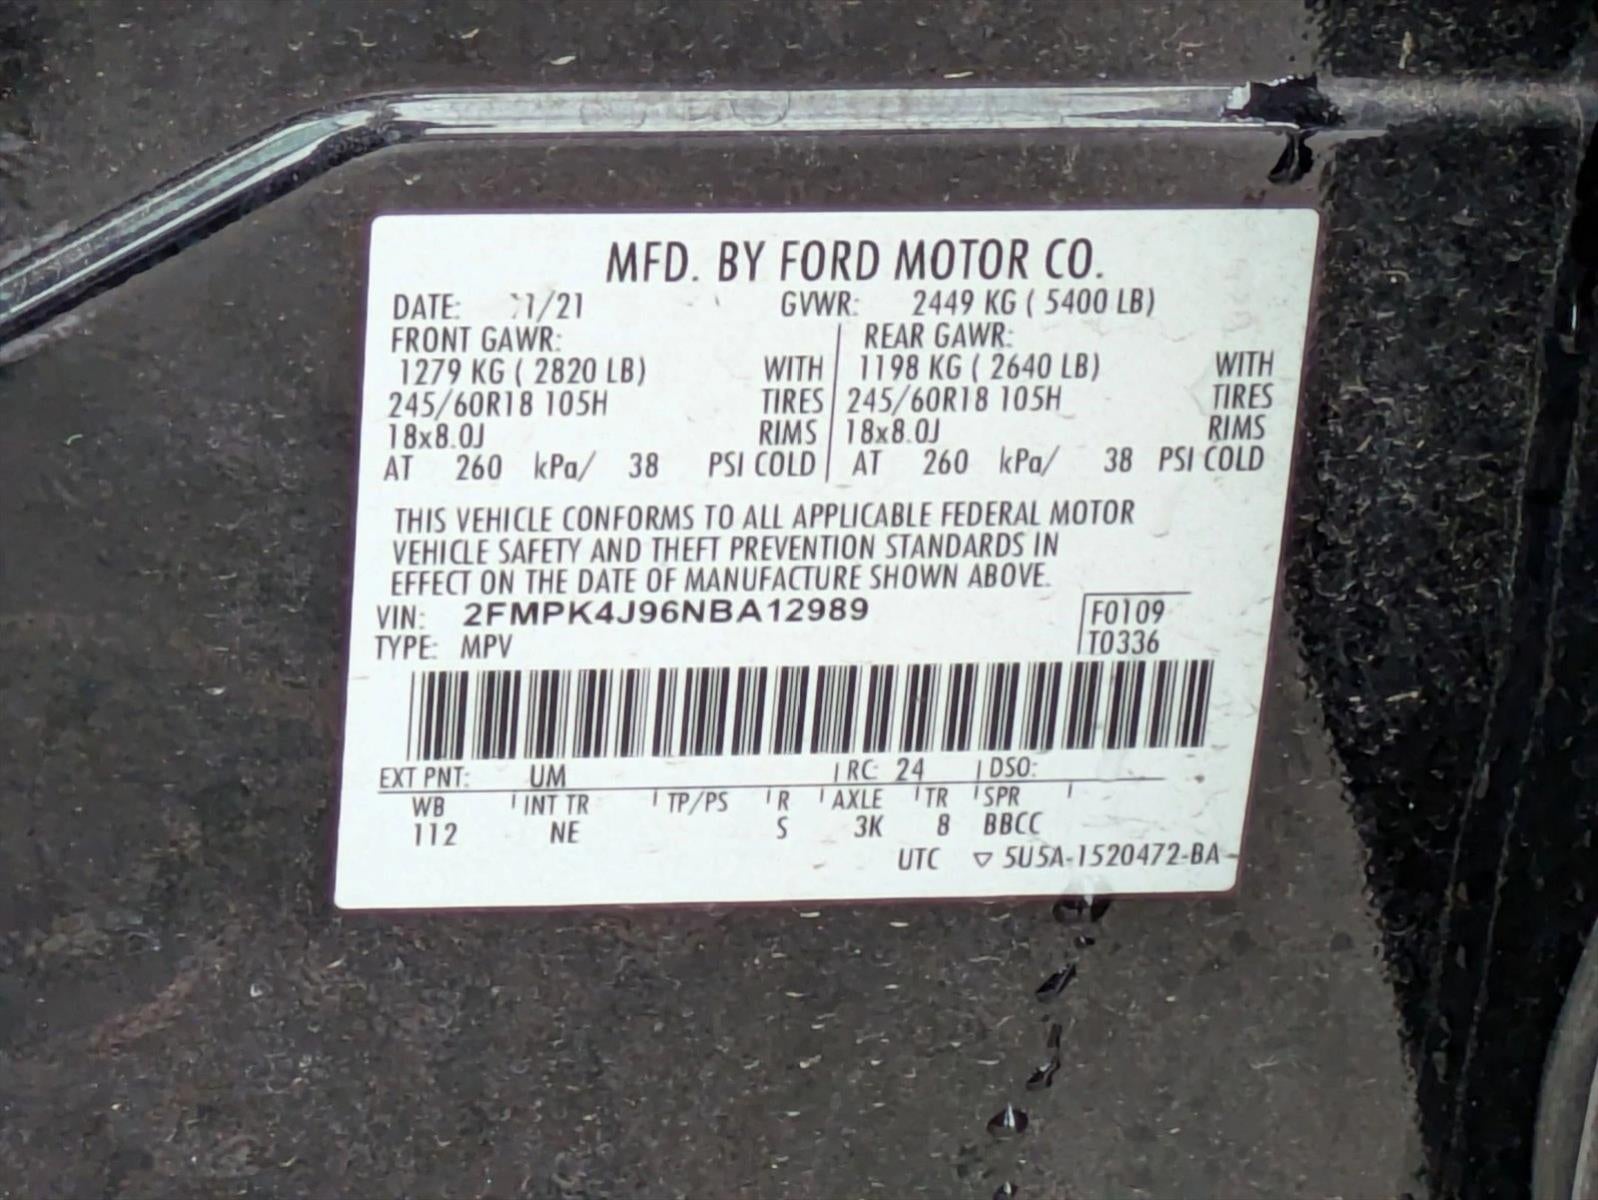 MFD. BY FORD MOTOR CO.
DATE: 1/21 GVWR: 2449 KG ( 5400 LB)
FRONT GAWR: REAR GAWR:
1279 KG ( 2820 LB) WITH 1198 KG ( 2640 LB) WITH
245/60R18 105H TIRES 245/60R18 105H TIRES
18x8.0J RIMS 18x8.0J RIMS
AT 260 kPa/ 38 PSI COLD AT 260 kPa/ 38 PSI COLD
THIS VEHICLE CONFORMS TO ALL APPLICABLE FEDERAL MOTOR
VEHICLE SAFETY AND THEFT PREVENTION STANDARDS IN
EFFECT ON THE DATE OF MANUFACTURE SHOWN ABOVE.
VIN: 2FMPK4J96NBA12989 F0109
TYPE: MPV T0336
EXT PNT: UM RC: 24 DSO:
WB INT TR TP/PS R AXLE TR SPR
112 NE S 3K 8 BBCC
UTC ▽ 5U5A-1520472-BA